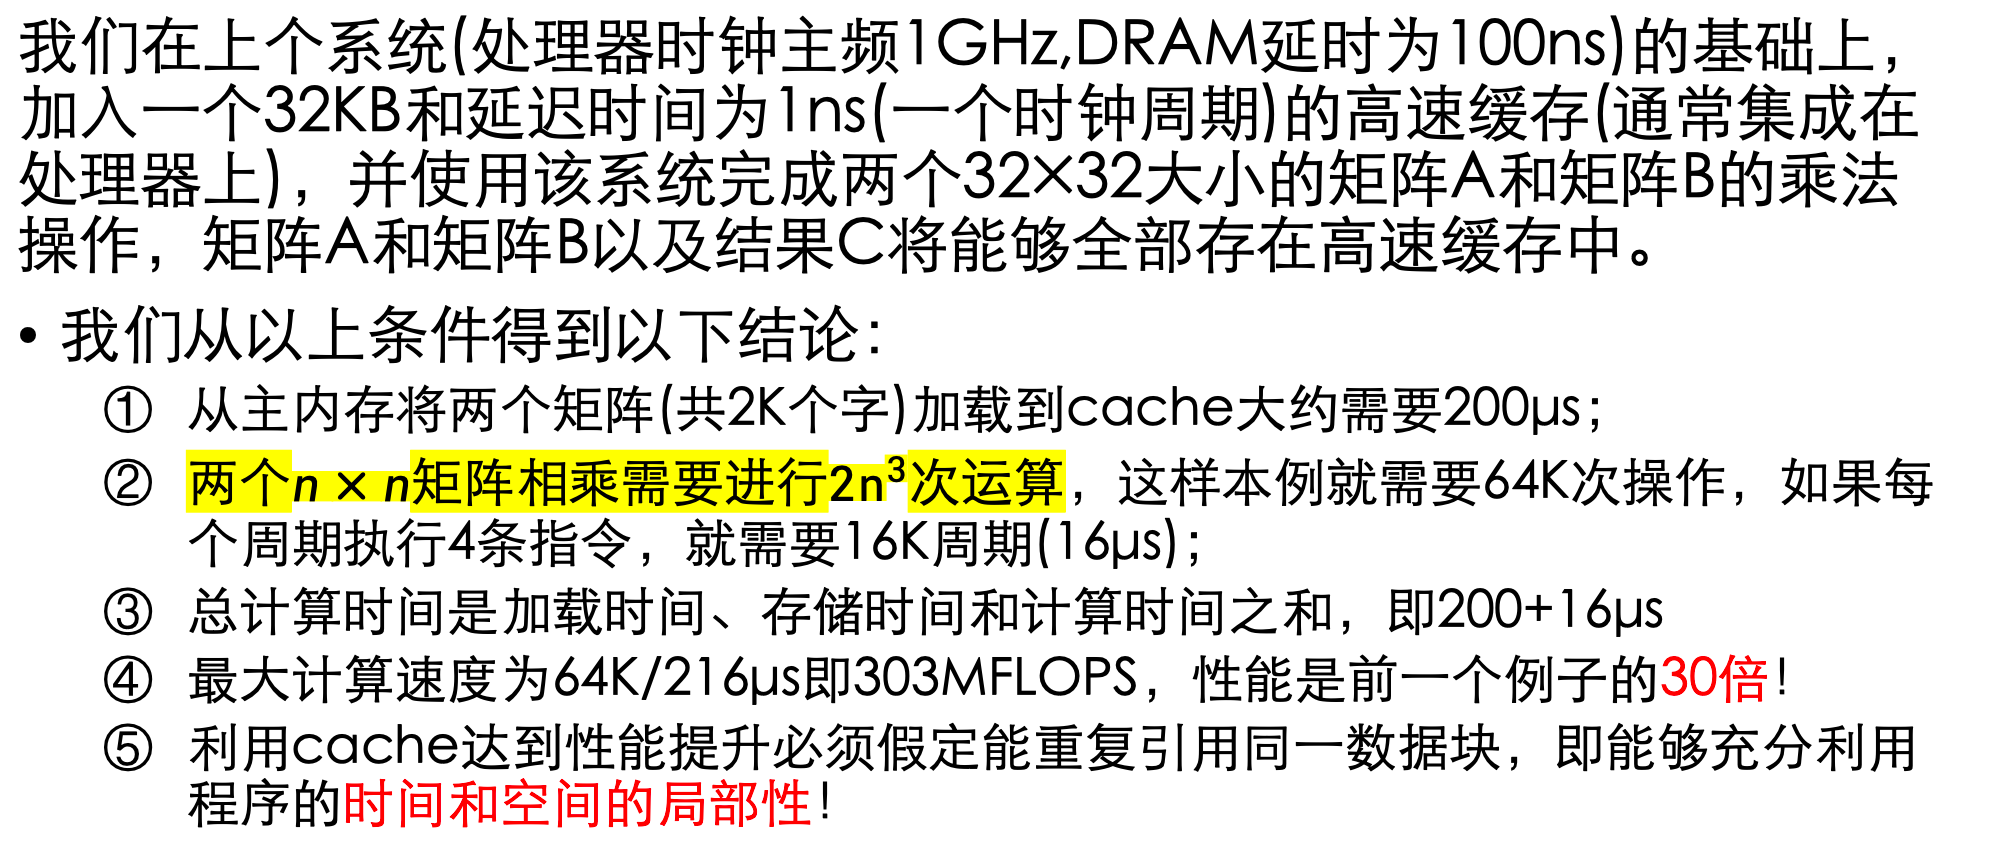 我们在上个系统(处理器时钟主频1GHz,DRAM延时为100ns)的基础上，
加入一个32KB和延迟时间为1ns(一个时钟周期)的高速缓存(通常集成在
处理器上)，并使用该系统完成两个32×32大小的矩阵A和矩阵B的乘法
操作，矩阵A和矩阵B以及结果C将能够全部存在高速缓存中。
• 我们从以上条件得到以下结论：
① 从主内存将两个矩阵(共2K个字)加载到cache大约需要200μs；
② 两个n × n矩阵相乘需要进行2n³次运算，这样本例就需要64K次操作，如果每
个周期执行4条指令，就需要16K周期(16μs)；
③ 总计算时间是加载时间、存储时间和计算时间之和，即200+16μs
④ 最大计算速度为64K/216μs即303MFLOPS，性能是前一个例子的30倍！
⑤ 利用cache达到性能提升必须假定能重复引用同一数据块，即能够充分利用
程序的时间和空间的局部性！